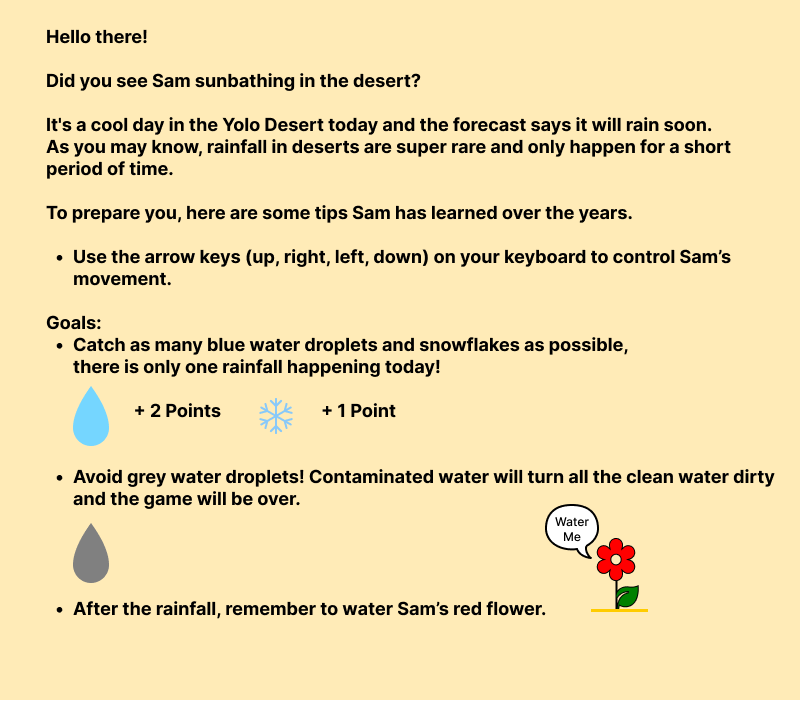 Hello there!
Did you see Sam sunbathing in the desert?
It's a cool day in the Yolo Desert today and the forecast says it will rain soon.
As you may know, rainfall in deserts are super rare and only happen for a short
period of time.
To prepare you, here are some tips Sam has learned over the years.
• Use the arrow keys (up, right, left, down) on your keyboard to control Sam’s
movement.
Goals:
• Catch as many blue water droplets and snowflakes as possible,
there is only one rainfall happening today!
+ 2 Points + 1 Point
• Avoid grey water droplets! Contaminated water will turn all the clean water dirty
and the game will be over.
Water
Me
• After the rainfall, remember to water Sam’s red flower.